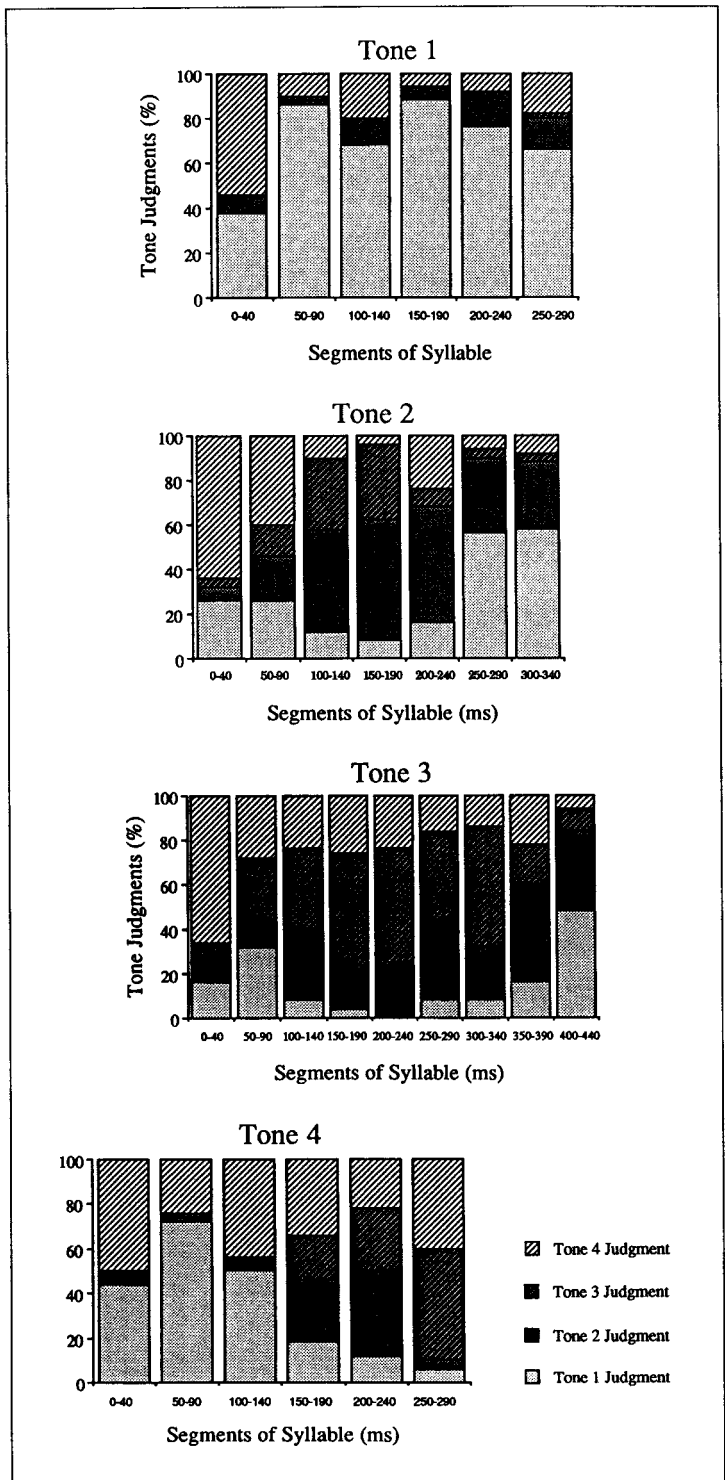 Tone 1
Tone Judgments (%)
100
80
60
40
20
0
0-40 50-90 100-140 150-190 200-240 250-290
Segments of Syllable
Tone 2
100
80
60
40
20
0
0-40 50-90 100-140 150-190 200-240 250-290 300-340
Segments of Syllable (ms)
Tone 3
Tone Judgments (%)
100
80
60
40
20
0
0-40 50-90 100-140 150-190 200-240 250-290 300-340 350-390 400-440
Segments of Syllable (ms)
Tone 4
100
80
60
40
20
0
0-40 50-90 100-140 150-190 200-240 250-290
Segments of Syllable (ms)
Tone 4 Judgment
Tone 3 Judgment
Tone 2 Judgment
Tone 1 Judgment